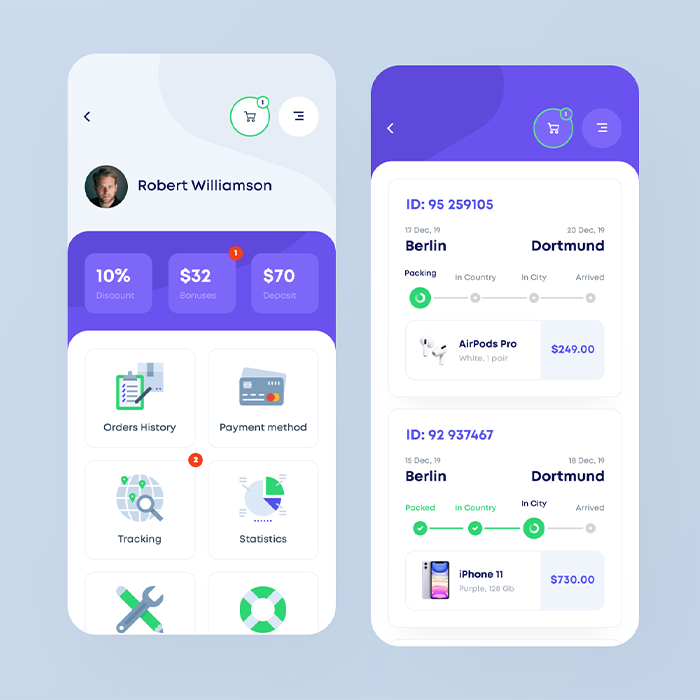 1
Robert Williamson
10%
Discount
1
$32
Bonuses
$70
Deposit
Orders History
Payment method
2
Tracking
Statistics
1
ID: 95 259105
17 Dec, 19
20 Dec, 19
Berlin
Dortmund
Packing
In Country
In City
Arrived
AirPods Pro
White, 1 pair
$249.00
ID: 92 937467
15 Dec, 19
18 Dec, 19
Berlin
Dortmund
Packed
In Country
In City
Arrived
iPhone 11
Purple, 128 Gb
$730.00